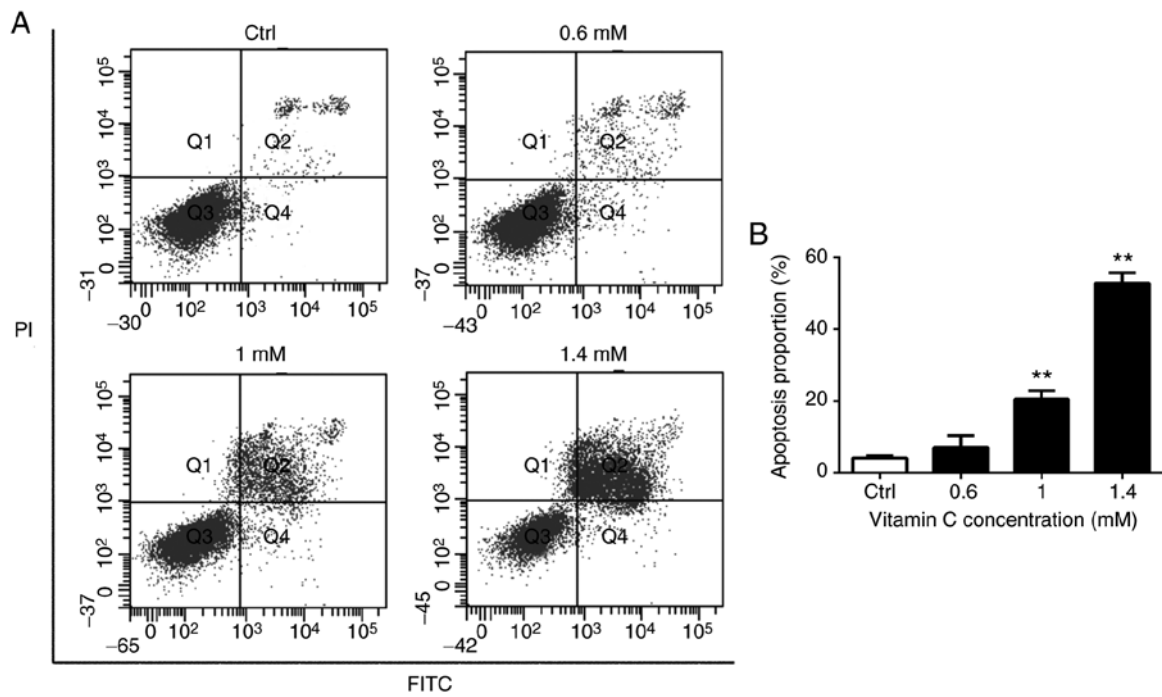 A
Ctrl
10⁵
10⁴
10³
10²
0
−31
Q1
Q2
Q3
Q4
−30
0
10²
10³
10⁴
10⁵
0.6 mM
10⁵
10⁴
10³
10²
0
−37
Q1
Q2
Q3
Q4
−43
0
10²
10³
10⁴
10⁵
PI
1 mM
10⁵
10⁴
10³
10²
0
−37
Q1
Q2
Q3
Q4
−65
0
10²
10³
10⁴
10⁵
1.4 mM
10⁵
10⁴
10³
10²
0
−45
Q1
Q2
Q3
Q4
−42
0
10²
10³
10⁴
10⁵
FITC
B
Apoptosis proportion (%)
60
40
20
0
**
**
Ctrl
0.6
1
1.4
Vitamin C concentration (mM)